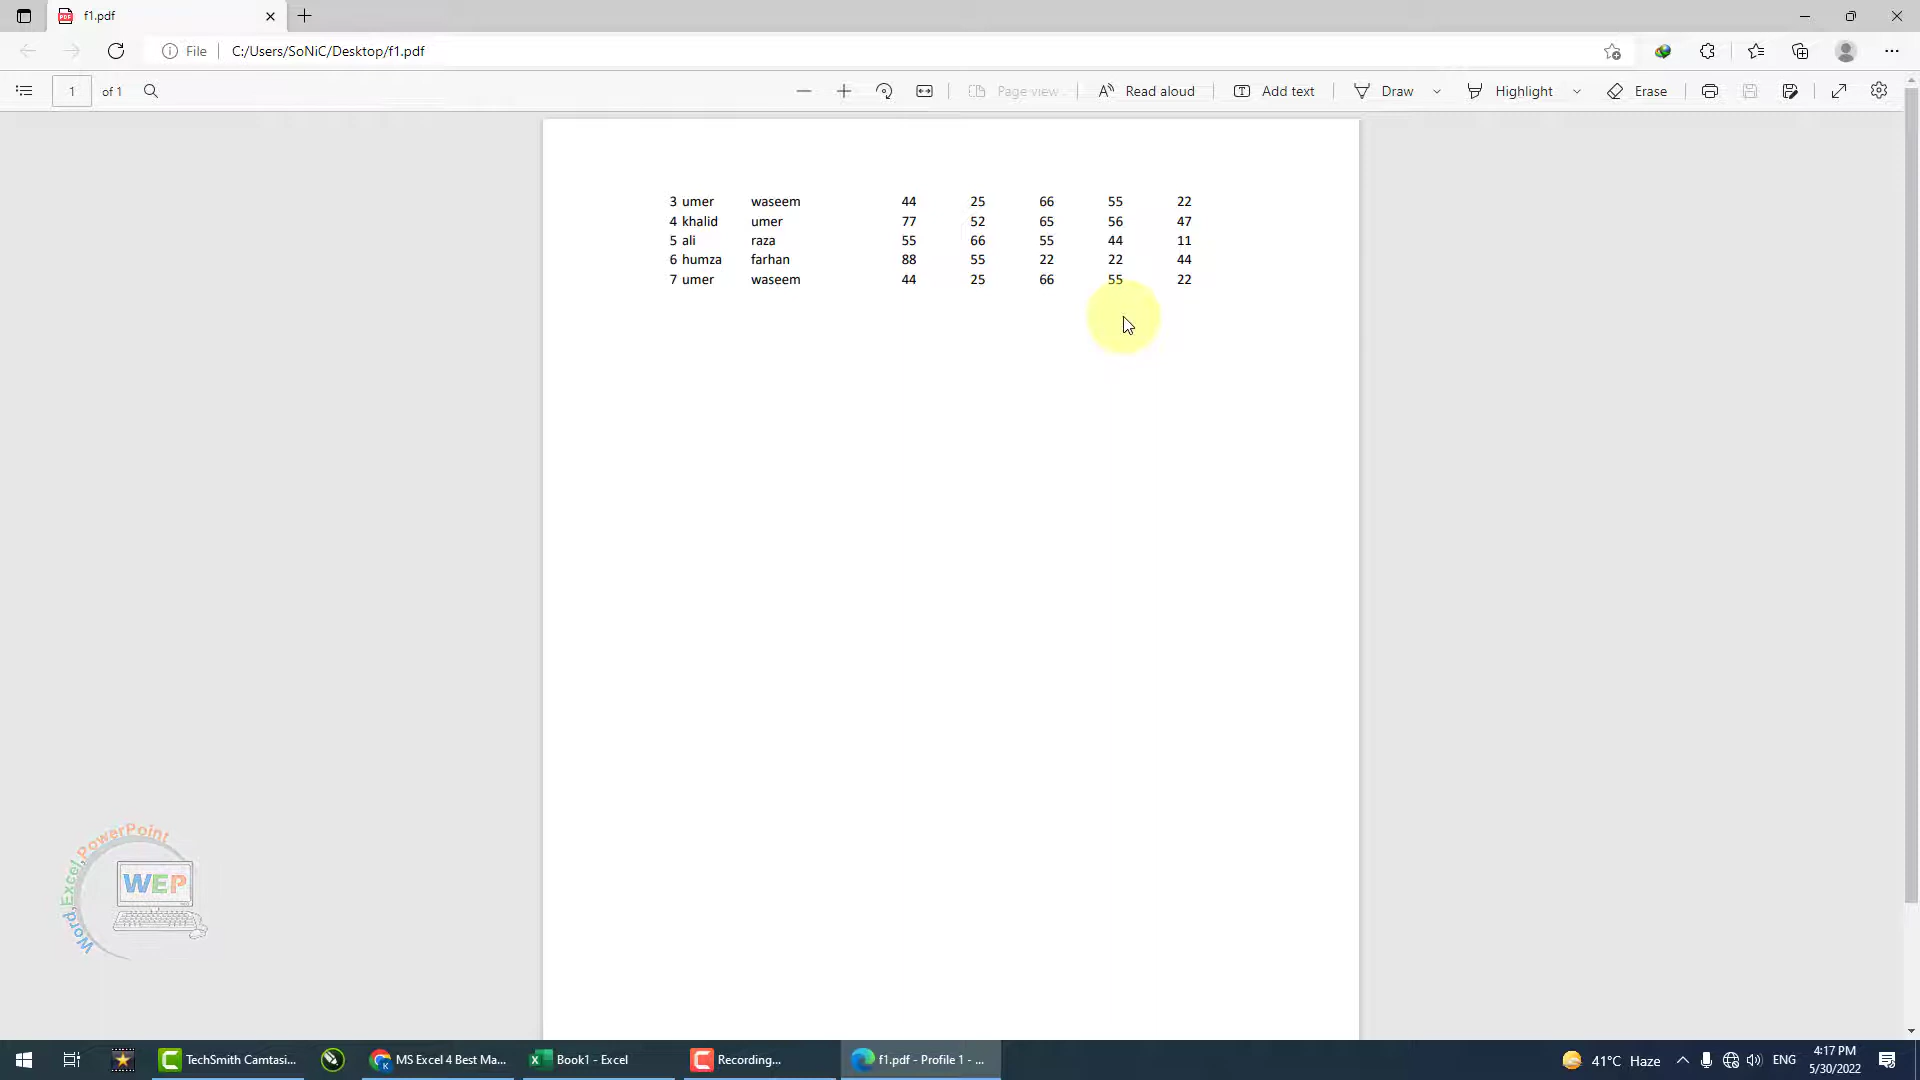 f1.pdf
File C:/Users/SoNiC/Desktop/f1.pdf
1 of 1 Page view Read aloud Add text Draw Highlight Erase
3 umer waseem 44 25 66 55 22
4 khalid umer 77 52 65 56 47
5 ali raza 55 66 55 44 11
6 humza farhan 88 55 22 22 44
7 umer waseem 44 25 66 55 22
Word,Excel,PowerPoint
WEP
TechSmith Camtasi... MS Excel 4 Best Ma... Book1 - Excel Recording... f1.pdf - Profile 1 - ... 41°C Haze ENG 4:17 PM
5/30/2022